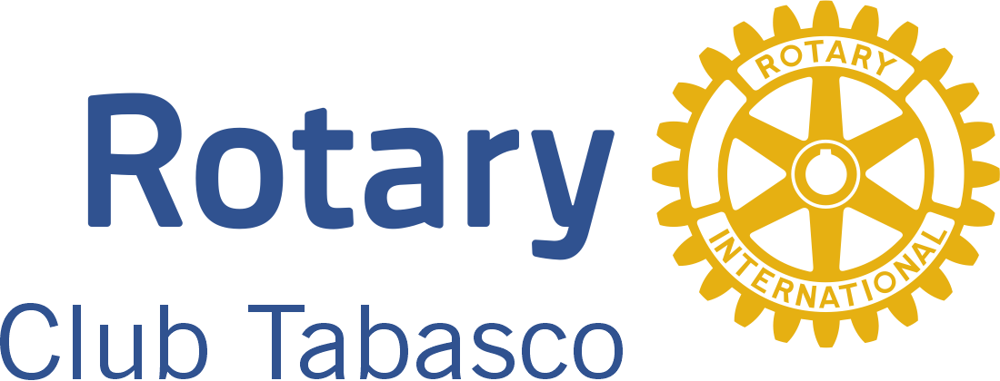 Rotary
Club Tabasco
ROTARY
INTERNATIONAL